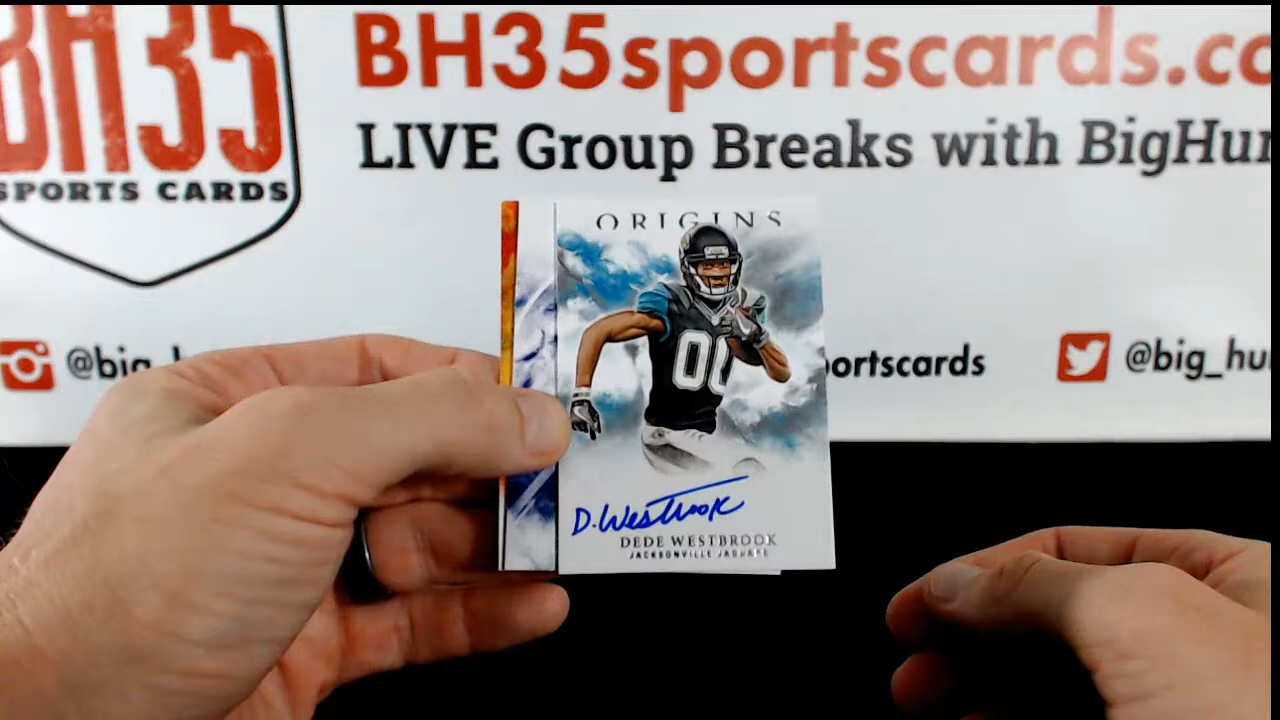 BH35
SPORTS CARDS
BH35sportscards.co
LIVE Group Breaks with BigHun
@big_h
ortscards
@big_hu
ORIGINS
00
D. Westbrook
DEDE WESTBROOK
JACKSONVILLE JAGUARS